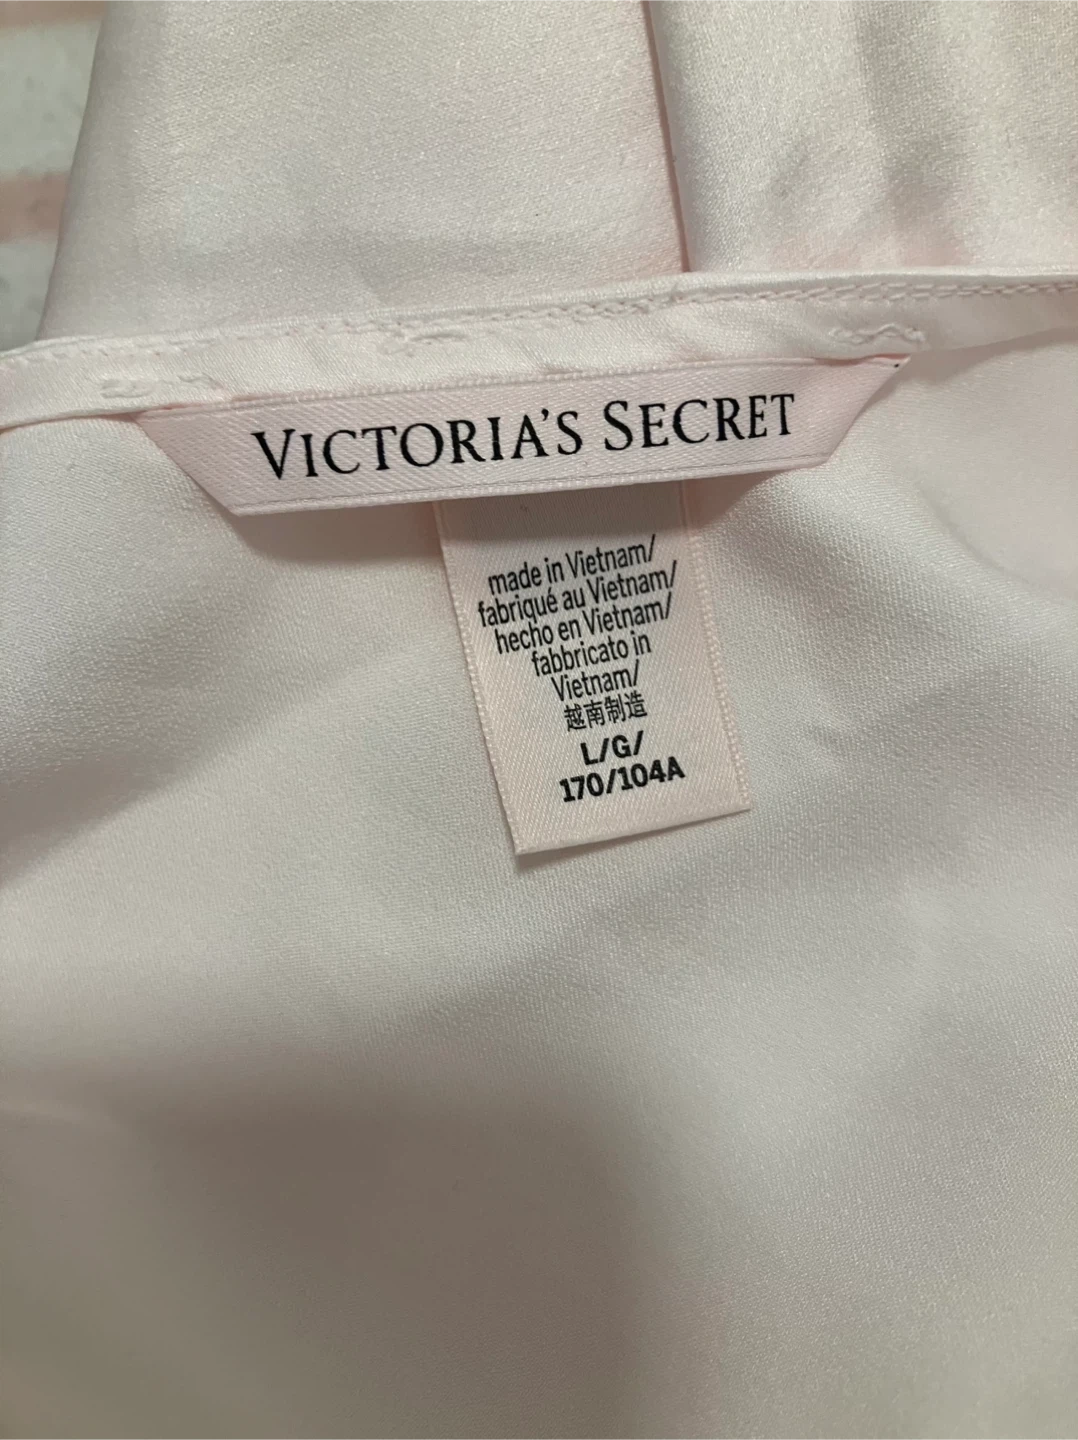 VICTORIA'S SECRET
made in Vietnam/
fabriqué au Vietnam/
hecho en Vietnam/
fabbricato in
Vietnam/
越南制造
L/G/
170/104A